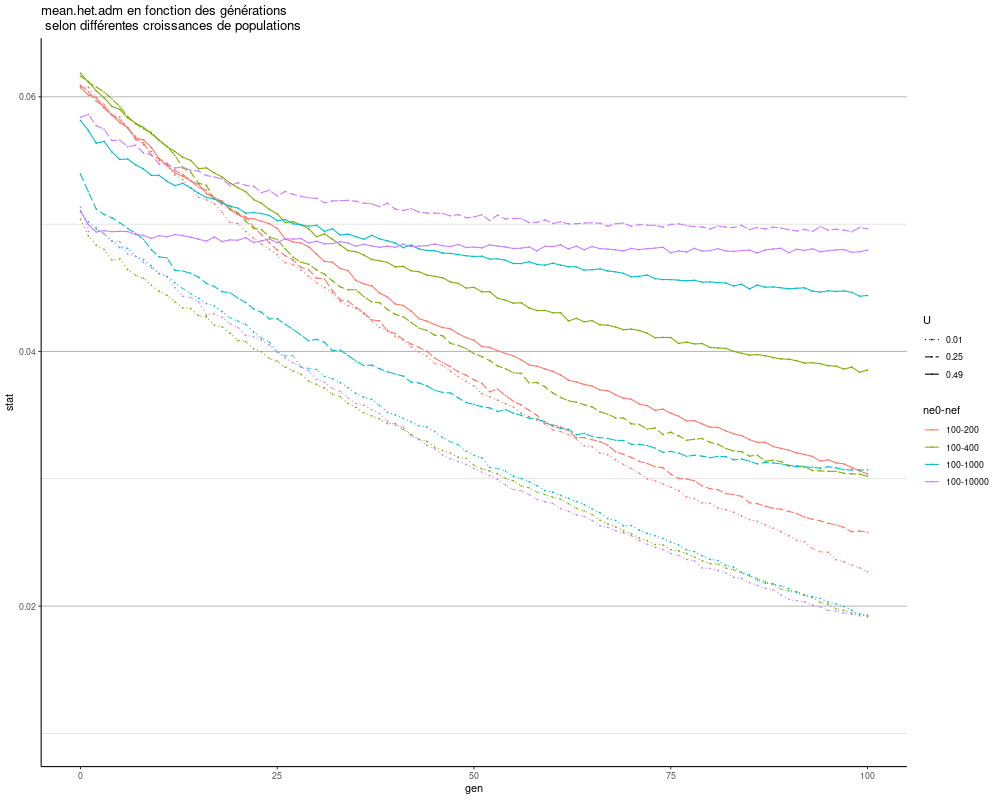 mean.het.adm en fonction des générations
selon différentes croissances de populations
0.06
0.04
0.02
stat
0
25
50
75
100
gen
U
0.01
0.25
0.49
ne0-nef
100-200
100-400
100-1000
100-10000